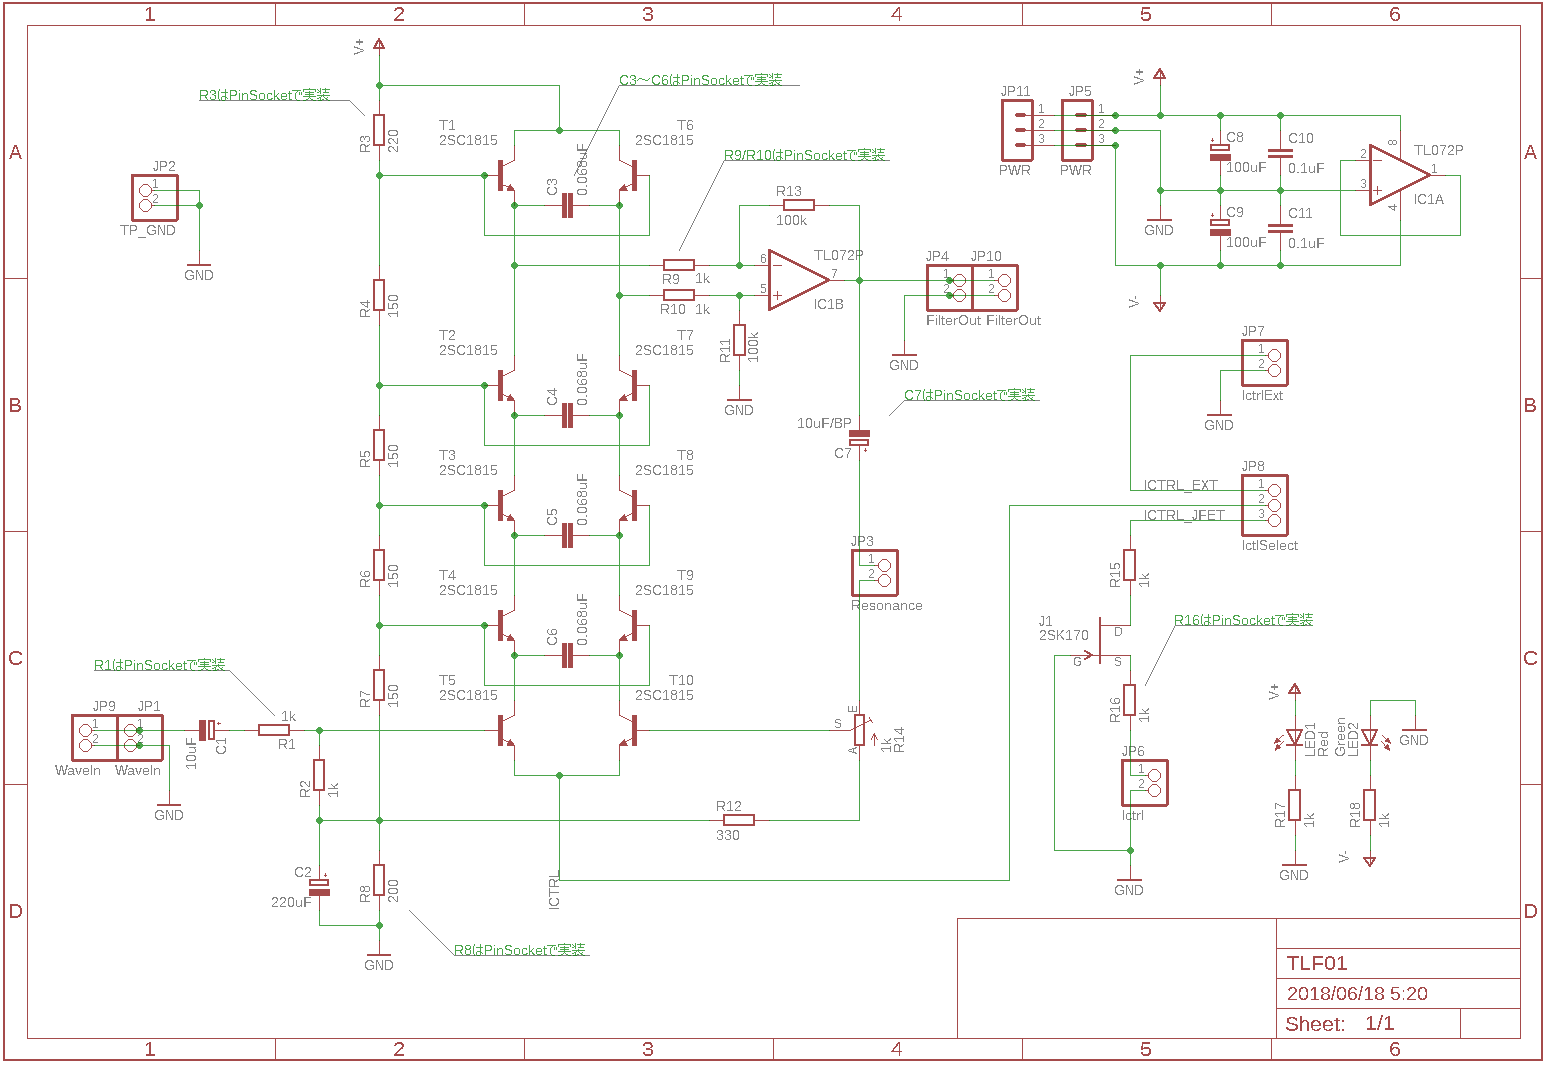 1 2 3 4 5 6
A A
B B
C C
D D
1 2 3 4 5 6
V+
R3はPinSocketで実装
R3
220
C3～C6はPinSocketで実装
T1
2SC1815
T6
2SC1815
C3
0.068uF
JP2
1
2
TP_GND
GND
R9/R10はPinSocketで実装
R13
100k
R9 1k
R10 1k
6
5
7
TL072P
IC1B
R11
100k
GND
JP4 JP10
1 1
2 2
FilterOut FilterOut
GND
R4
150
T2
2SC1815
T7
2SC1815
C4
0.068uF
C7はPinSocketで実装
10uF/BP
C7
R5
150
T3
2SC1815
T8
2SC1815
C5
0.068uF
R6
150
T4
2SC1815
T9
2SC1815
C6
0.068uF
JP3
1
2
Resonance
R7
150
T5
2SC1815
T10
2SC1815
R1はPinSocketで実装
JP9 JP1
1 1
2 2
WaveIn WaveIn
GND
10uF
C1
1k
R1
R2
1k
C2
220uF
R8
200
GND
R8はPinSocketで実装
ICTRL
R12
330
E
S
A
1k
R14
JP11 JP5
1 1
2 2
3 3
PWR PWR
V+
GND
V-
C8
100uF
C10
0.1uF
C9
100uF
C11
0.1uF
2
3
8
4
1
TL072P
IC1A
JP7
1
2
IctrlExt
GND
JP8
ICTRL_EXT 1
2
ICTRL_JFET 3
IctlSelect
R15
1k
J1
2SK170
D
G S
R16はPinSocketで実装
R16
1k
JP6
1
2
Ictrl
GND
V+
LED1
Red
R17
1k
GND
Green
LED2
GND
R18
1k
V-
TLF01
2018/06/18 5:20
Sheet: 1/1